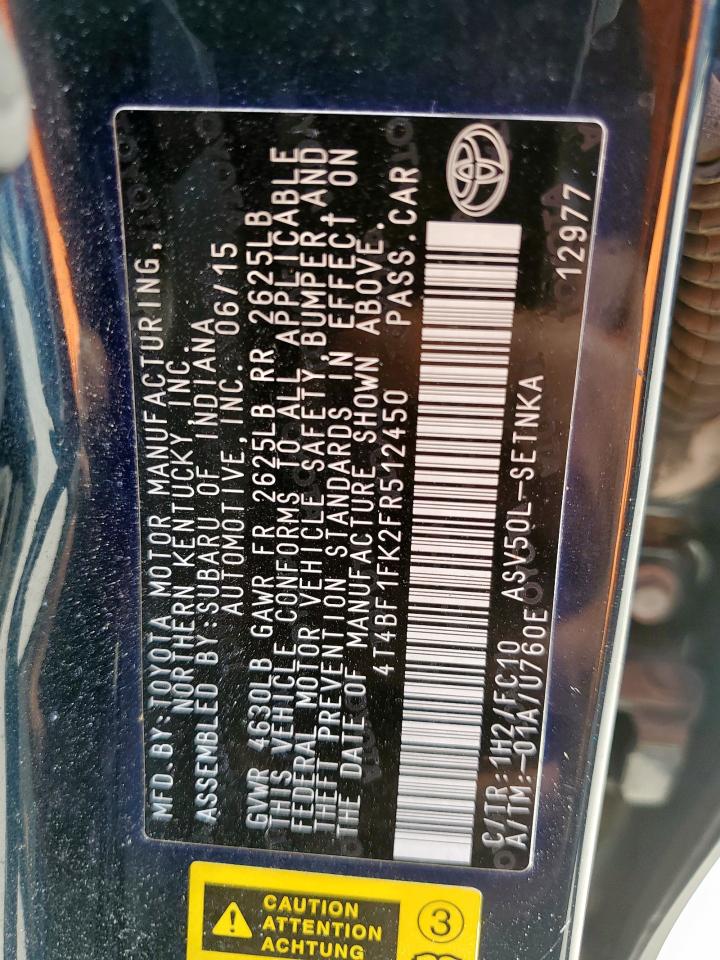 MFD.BY:TOYOTA MOTOR MANUFACTURING,
NORTHERN KENTUCKY,INC.
ASSEMBLED BY:SUBARU OF INDIANA
AUTOMOTIVE,INC. 06/15
GVWR 4630LB GAWR FR 2625LB RR 2625LB
THIS VEHICLE CONFORMS TO ALL APPLICABLE
FEDERAL MOTOR VEHICLE SAFETY,BUMPER AND
THEFT PREVENTION STANDARDS IN EFFECT ON
THE DATE OF MANUFACTURE SHOWN ABOVE.
4T4BF1FK2FR512450 PASS.CAR
C/TR:1H2/FC10 ASV50L-SETNKA
A/TM:-01A/U760E 12977
CAUTION
ATTENTION
ACHTUNG
3